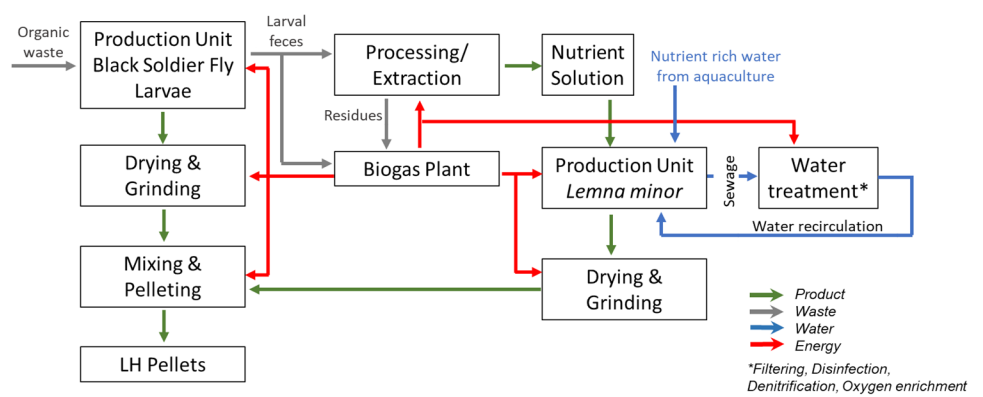 Organic
waste
Production Unit
Black Soldier Fly
Larvae
Larval
feces
Processing/
Extraction
Nutrient
Solution
Nutrient rich water
from aquaculture
Residues
Drying &
Grinding
Biogas Plant
Production Unit
Lemna minor
Sewage
Water
treatment*
Water recirculation
Mixing &
Pelleting
Drying &
Grinding
LH Pellets
Product
Waste
Water
Energy
*Filtering, Disinfection,
Denitrification, Oxygen enrichment